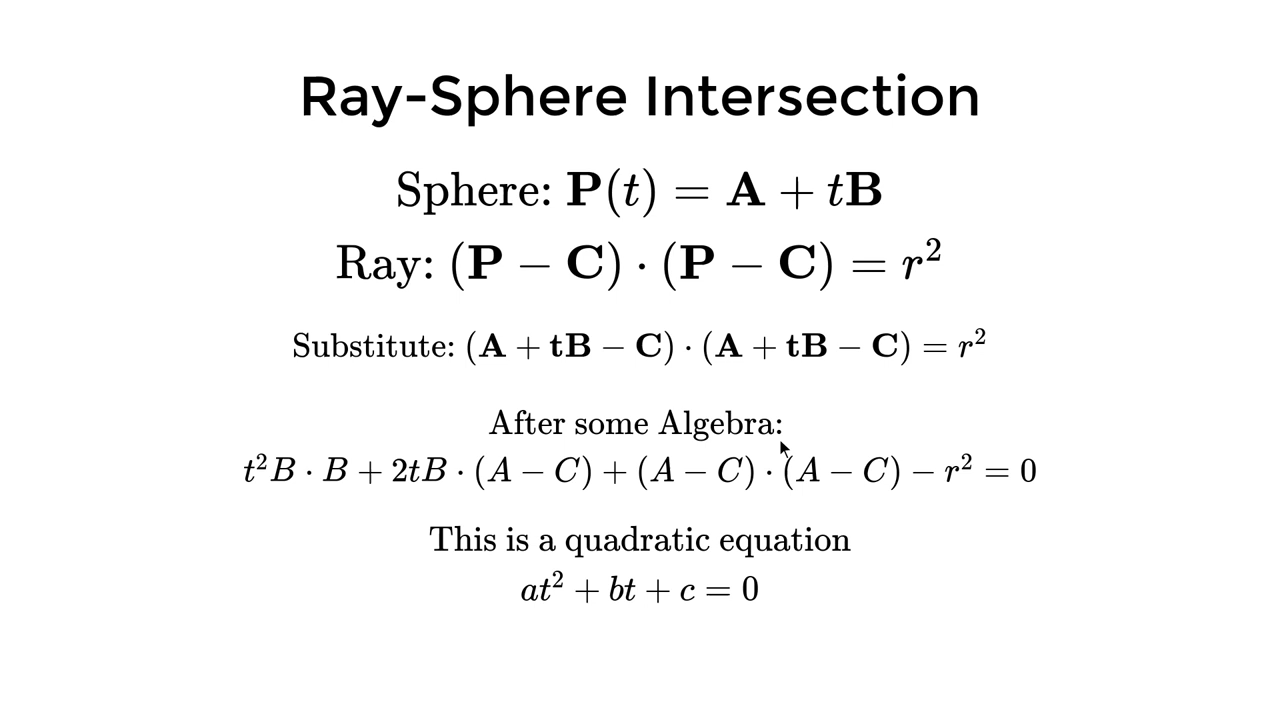 Ray-Sphere Intersection
Sphere: P(t) = A + tB
Ray: (P − C) · (P − C) = r²
Substitute: (A + tB − C) · (A + tB − C) = r²
After some Algebra:
t²B · B + 2tB · (A − C) + (A − C) · (A − C) − r² = 0
This is a quadratic equation
at² + bt + c = 0